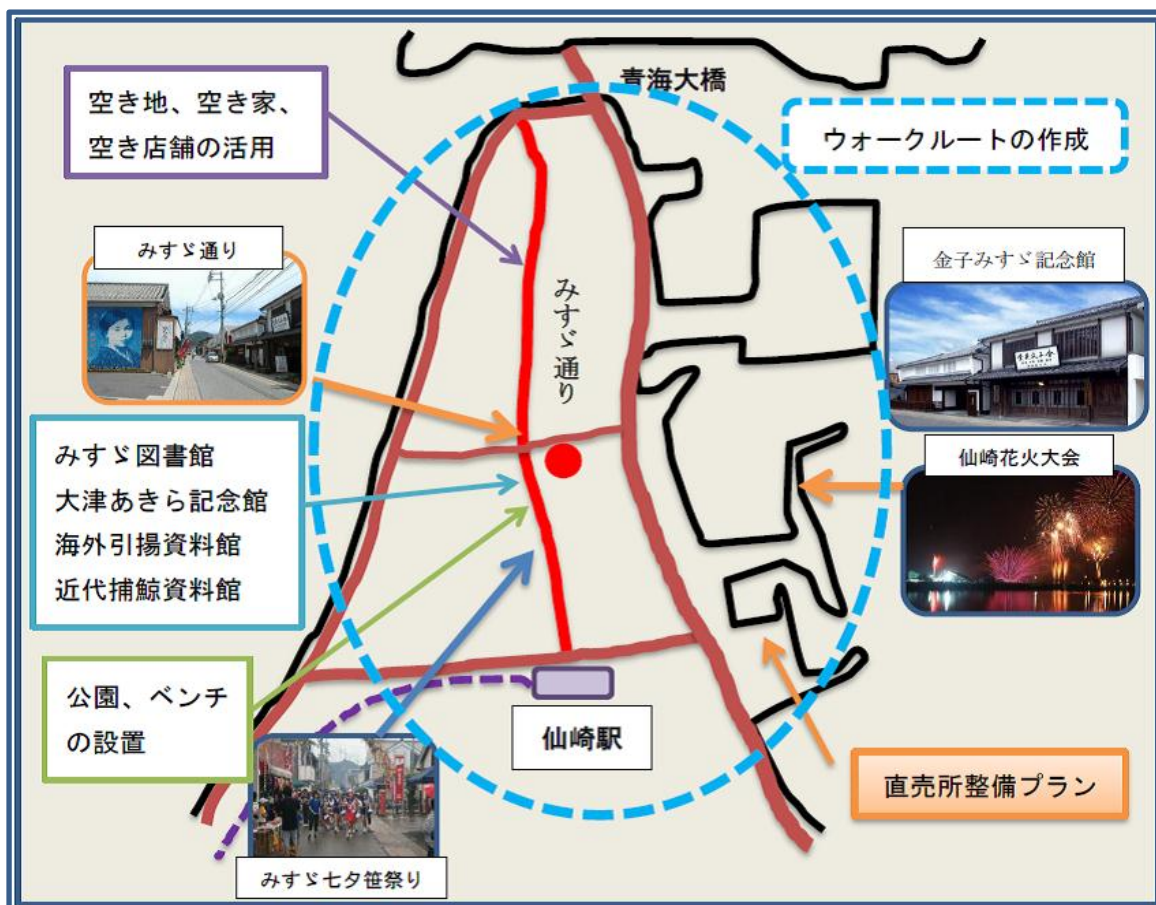 青海大橋
空き地、空き家、
空き店舗の活用
ウォークルートの作成
みすゞ通り
金子みすゞ記念館
みすゞ通り
仙崎花火大会
みすゞ図書館
大津あきら記念館
海外引揚資料館
近代捕鯨資料館
公園、ベンチ
の設置
仙崎駅
直売所整備プラン
みすゞ七夕笹祭り